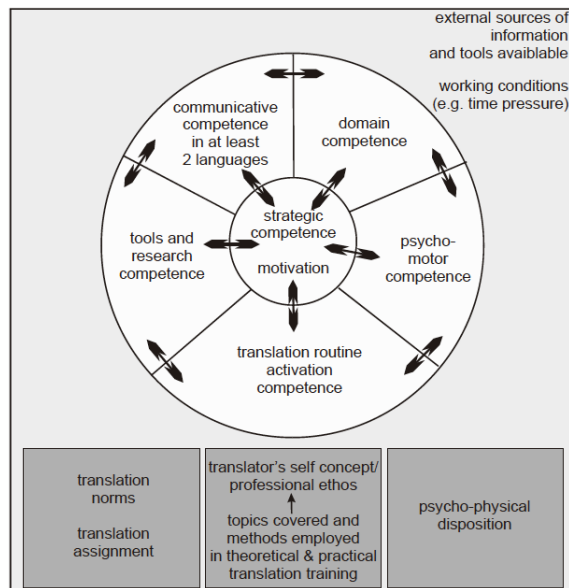 external sources of
information
and tools avaiblable
working conditions
(e.g. time pressure)
communicative
competence
in at least
2 languages
domain
competence
tools and
research
competence
strategic
competence
motivation
psycho-
motor
competence
translation routine
activation
competence
translation
norms
translation
assignment
translator's self concept/
professional ethos
topics covered and
methods employed
in theoretical & practical
translation training
psycho-physical
disposition